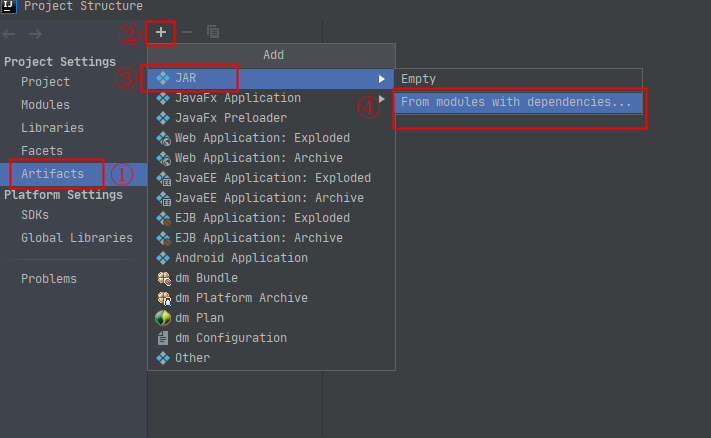 IJ Project Structure
② + −
Add
Project Settings
Project
Modules
Libraries
Facets
Artifacts ①
Platform Settings
SDKs
Global Libraries
Problems
③ JAR
JavaFx Application
JavaFx Preloader
Web Application: Exploded
Web Application: Archive
JavaEE Application: Exploded
JavaEE Application: Archive
EJB Application: Exploded
EJB Application: Archive
Android Application
dm Bundle
dm Platform Archive
dm Plan
dm Configuration
Other
Empty
④ From modules with dependencies...